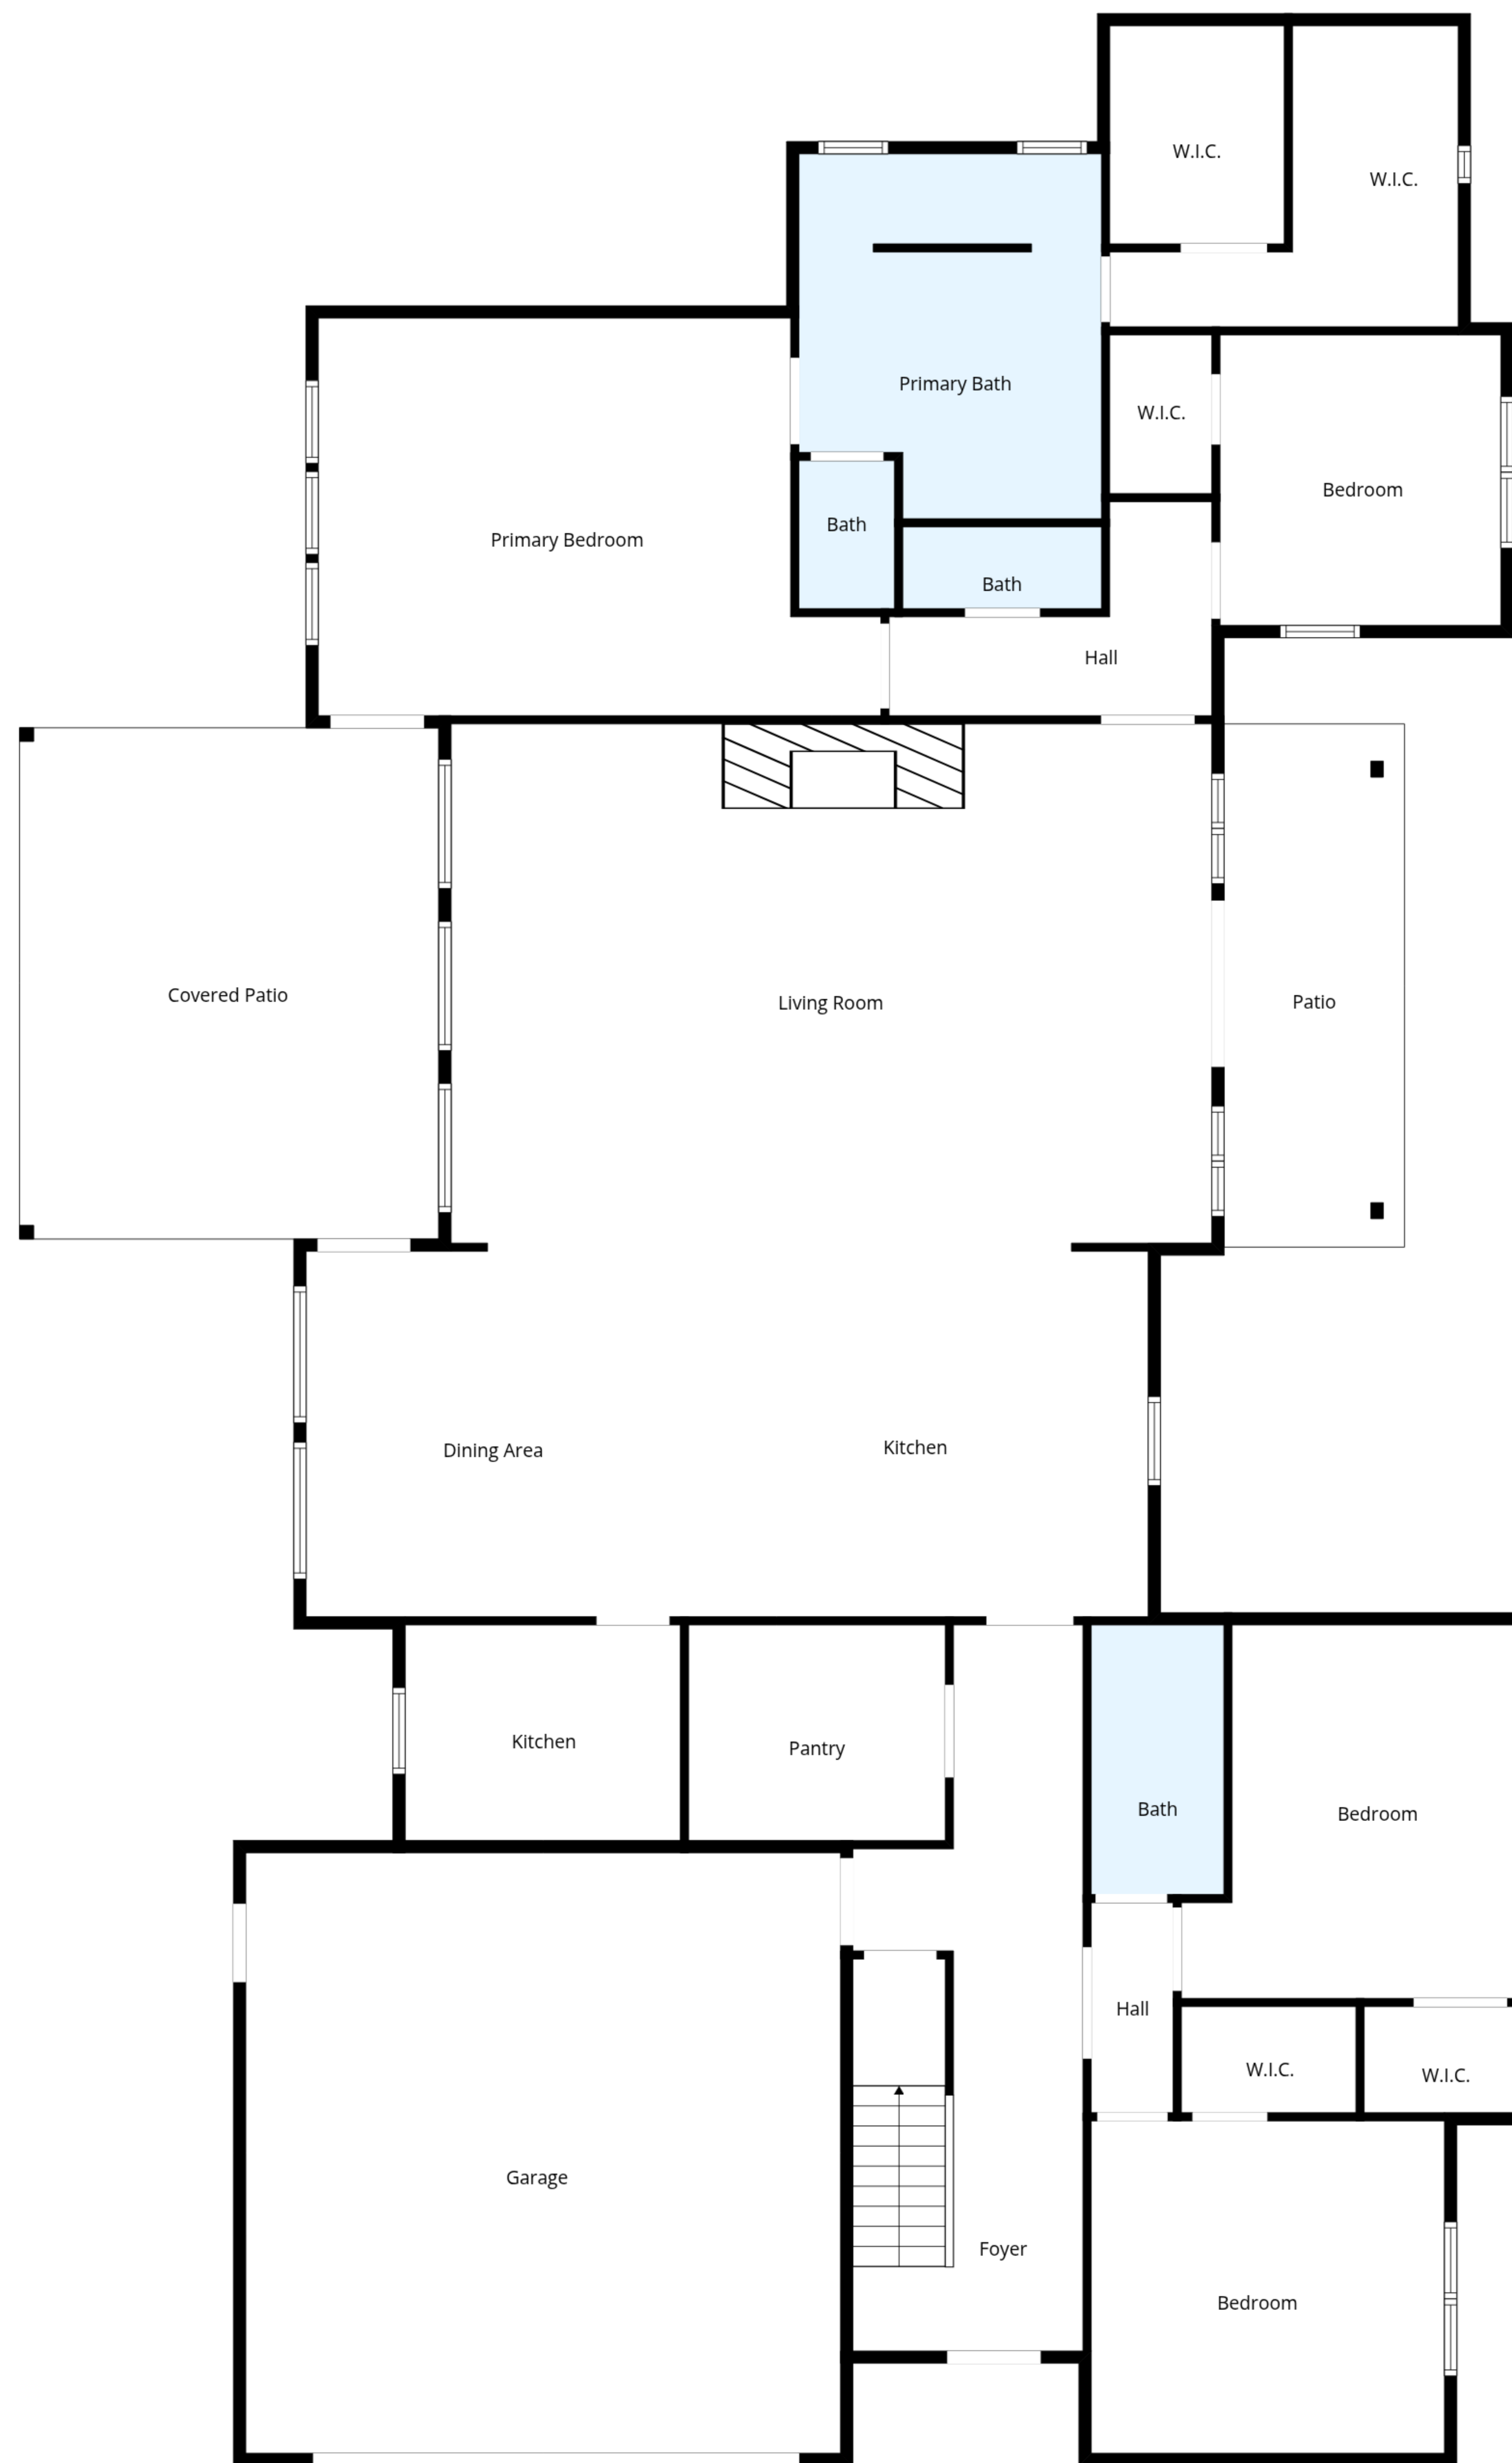 W.I.C.
W.I.C.
Primary Bath
W.I.C.
Bedroom
Bath
Primary Bedroom
Bath
Hall
Covered Patio
Living Room
Patio
Dining Area
Kitchen
Kitchen
Pantry
Bath
Bedroom
Hall
W.I.C.
W.I.C.
Garage
Foyer
Bedroom